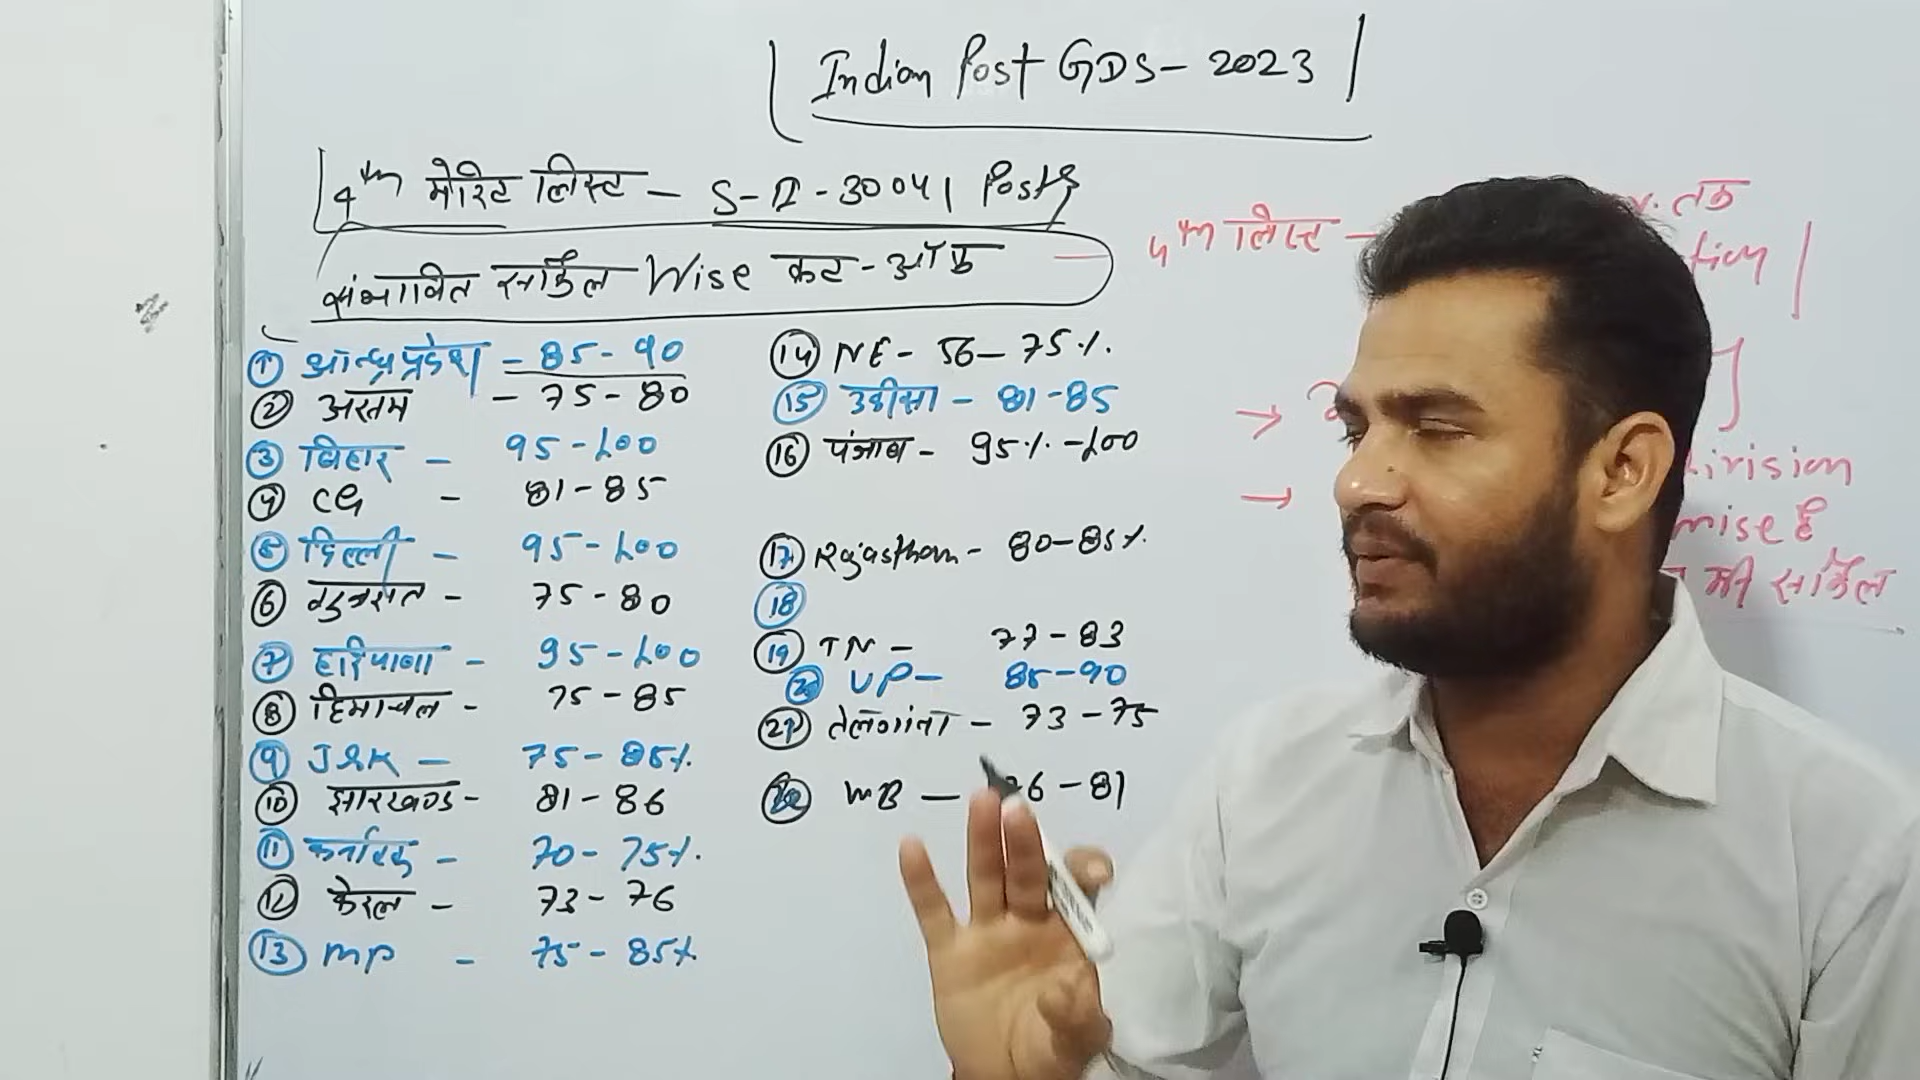 Indian Post GDS - 2023
4th मेरिट लिस्ट - S-II - 30041 Posts
संभावित सर्किल Wise कट-ऑफ
① आन्ध्रप्रदेश - 85-90
② असम - 75-80
③ बिहार - 95-100
④ CG - 81-85
⑤ दिल्ली - 95-100
⑥ गुजरात - 75-80
⑦ हरियाणा - 95-100
⑧ हिमाचल - 75-85
⑨ J&K - 75-85%
⑩ झारखण्ड - 81-86
⑪ कर्नाटक - 70-75%
⑫ केरल - 73-76
⑬ MP - 75-85%
⑭ NE - 56-75%
⑮ उडीसा - 81-85
⑯ पंजाब - 95%-100
⑰ Rajasthan - 80-85%
⑱
⑲ TN - 77-83
⑳ UP - 85-90
㉑ तेलंगाना - 73-75
㉒ WB - 6-81
4th लिस्ट -
तक
→
→
mise है
भी सर्किल